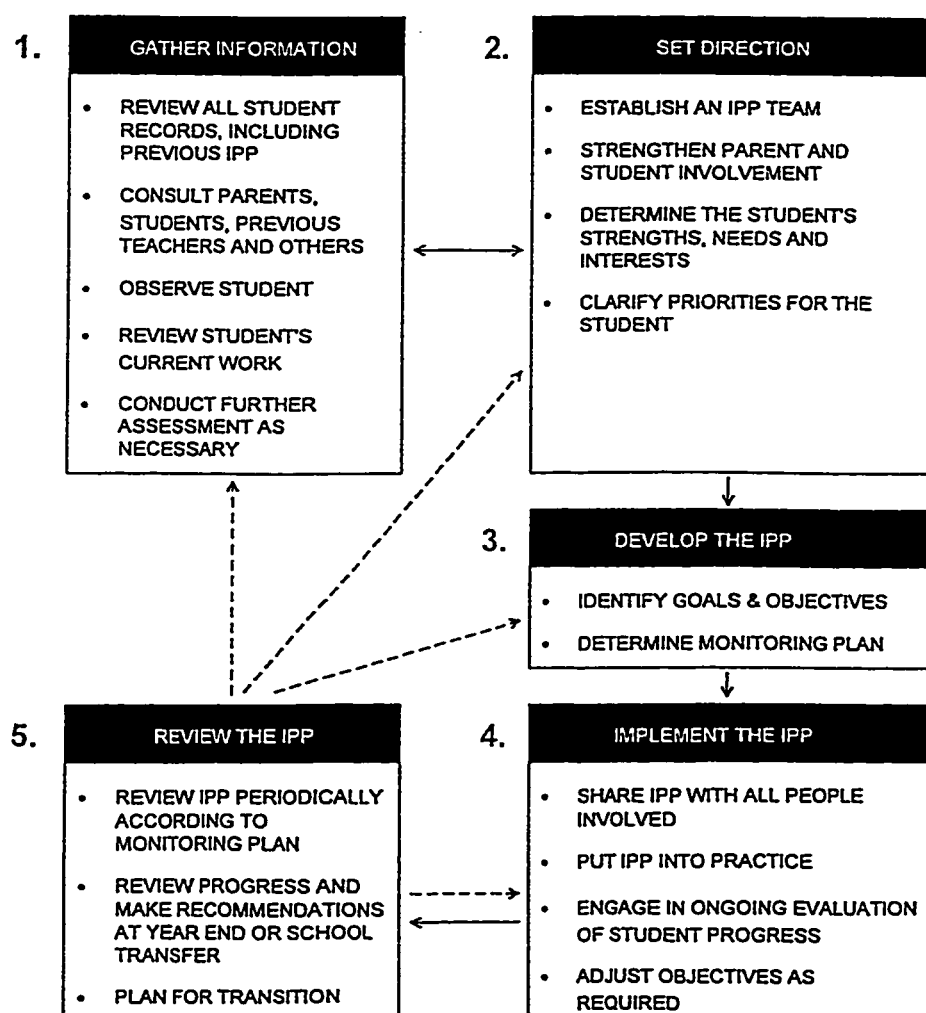 1. GATHER INFORMATION
• REVIEW ALL STUDENT
RECORDS, INCLUDING
PREVIOUS IPP
• CONSULT PARENTS,
STUDENTS, PREVIOUS
TEACHERS AND OTHERS
• OBSERVE STUDENT
• REVIEW STUDENT'S
CURRENT WORK
• CONDUCT FURTHER
ASSESSMENT AS
NECESSARY
2. SET DIRECTION
• ESTABLISH AN IPP TEAM
• STRENGTHEN PARENT AND
STUDENT INVOLVEMENT
• DETERMINE THE STUDENT'S
STRENGTHS, NEEDS AND
INTERESTS
• CLARIFY PRIORITIES FOR THE
STUDENT
3. DEVELOP THE IPP
• IDENTIFY GOALS & OBJECTIVES
• DETERMINE MONITORING PLAN
4. IMPLEMENT THE IPP
• SHARE IPP WITH ALL PEOPLE
INVOLVED
• PUT IPP INTO PRACTICE
• ENGAGE IN ONGOING EVALUATION
OF STUDENT PROGRESS
• ADJUST OBJECTIVES AS
REQUIRED
5. REVIEW THE IPP
• REVIEW IPP PERIODICALLY
ACCORDING TO
MONITORING PLAN
• REVIEW PROGRESS AND
MAKE RECOMMENDATIONS
AT YEAR END OR SCHOOL
TRANSFER
• PLAN FOR TRANSITION